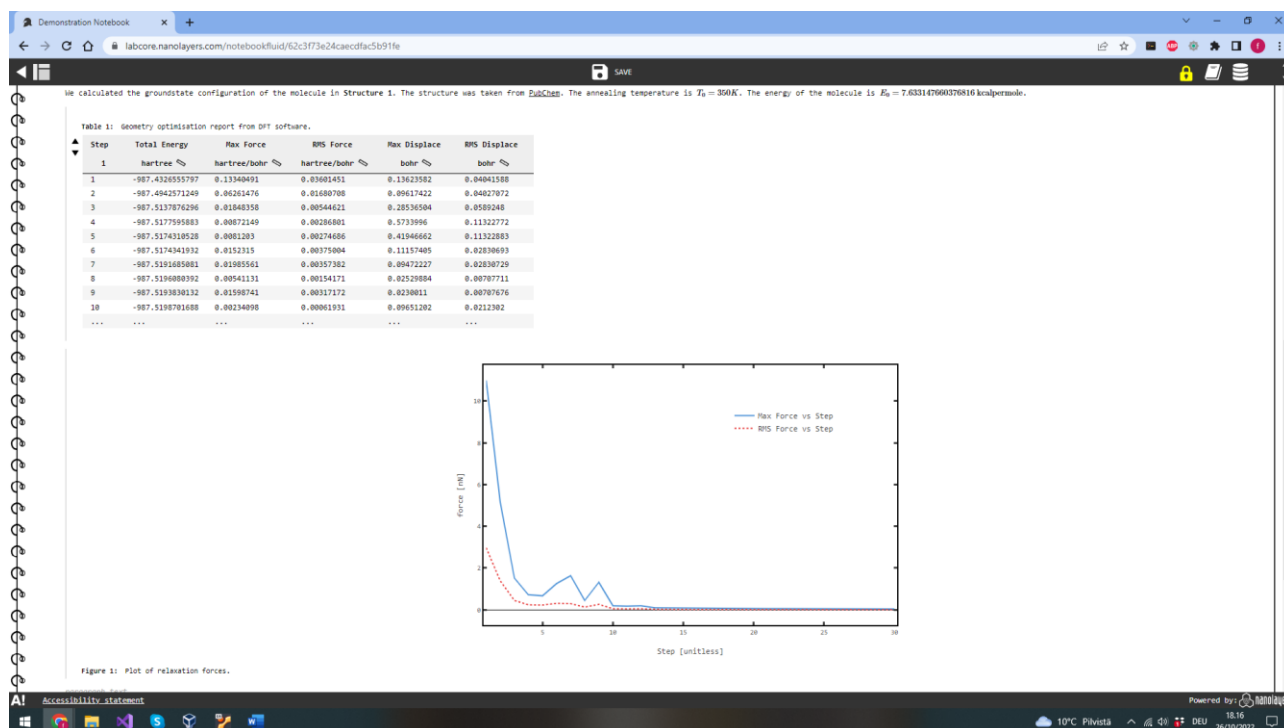 Demonstration Notebook
labcore.nanolayers.com/notebookfluid/62c3f73e24caecdfac5b91fe
SAVE
We calculated the groundstate configuration of the molecule in Structure 1. The structure was taken from PubChem. The annealing temperature is T₀ = 350K. The energy of the molecule is E₀ = 7.633147660376816 kcalpermole.
Table 1: Geometry optimisation report from DFT software.
Step Total Energy Max Force RMS Force Max Displace RMS Displace
1 hartree hartree/bohr hartree/bohr bohr bohr
1 -987.4326555797 0.13340491 0.03601451 0.13623582 0.04041588
2 -987.4942571249 0.06261476 0.01680708 0.09617422 0.04027072
3 -987.5137876296 0.01848358 0.00544621 0.28536504 0.0589248
4 -987.5177595883 0.00872149 0.00286801 0.5733996 0.11322772
5 -987.5174310528 0.0081203 0.00274686 0.41946662 0.11322883
6 -987.5174341932 0.0152315 0.00375004 0.11157405 0.02830693
7 -987.5191685081 0.01985561 0.00357382 0.09472227 0.02830729
8 -987.5196080392 0.00541131 0.00154171 0.02529884 0.00707711
9 -987.5193830132 0.01598741 0.00317172 0.0230011 0.00707676
10 -987.5198701688 0.00234098 0.00061931 0.09651202 0.0212302
... ... ... ... ... ...
Max Force vs Step
RMS Force vs Step
10
8
6
4
2
0
force [nN]
5 10 15 20 25 30
Step [unitless]
Figure 1: Plot of relaxation forces.
A! Accessibility statement
Powered by: nanolaye
10°C Pilvistä
DEU
18.16
26/10/2022